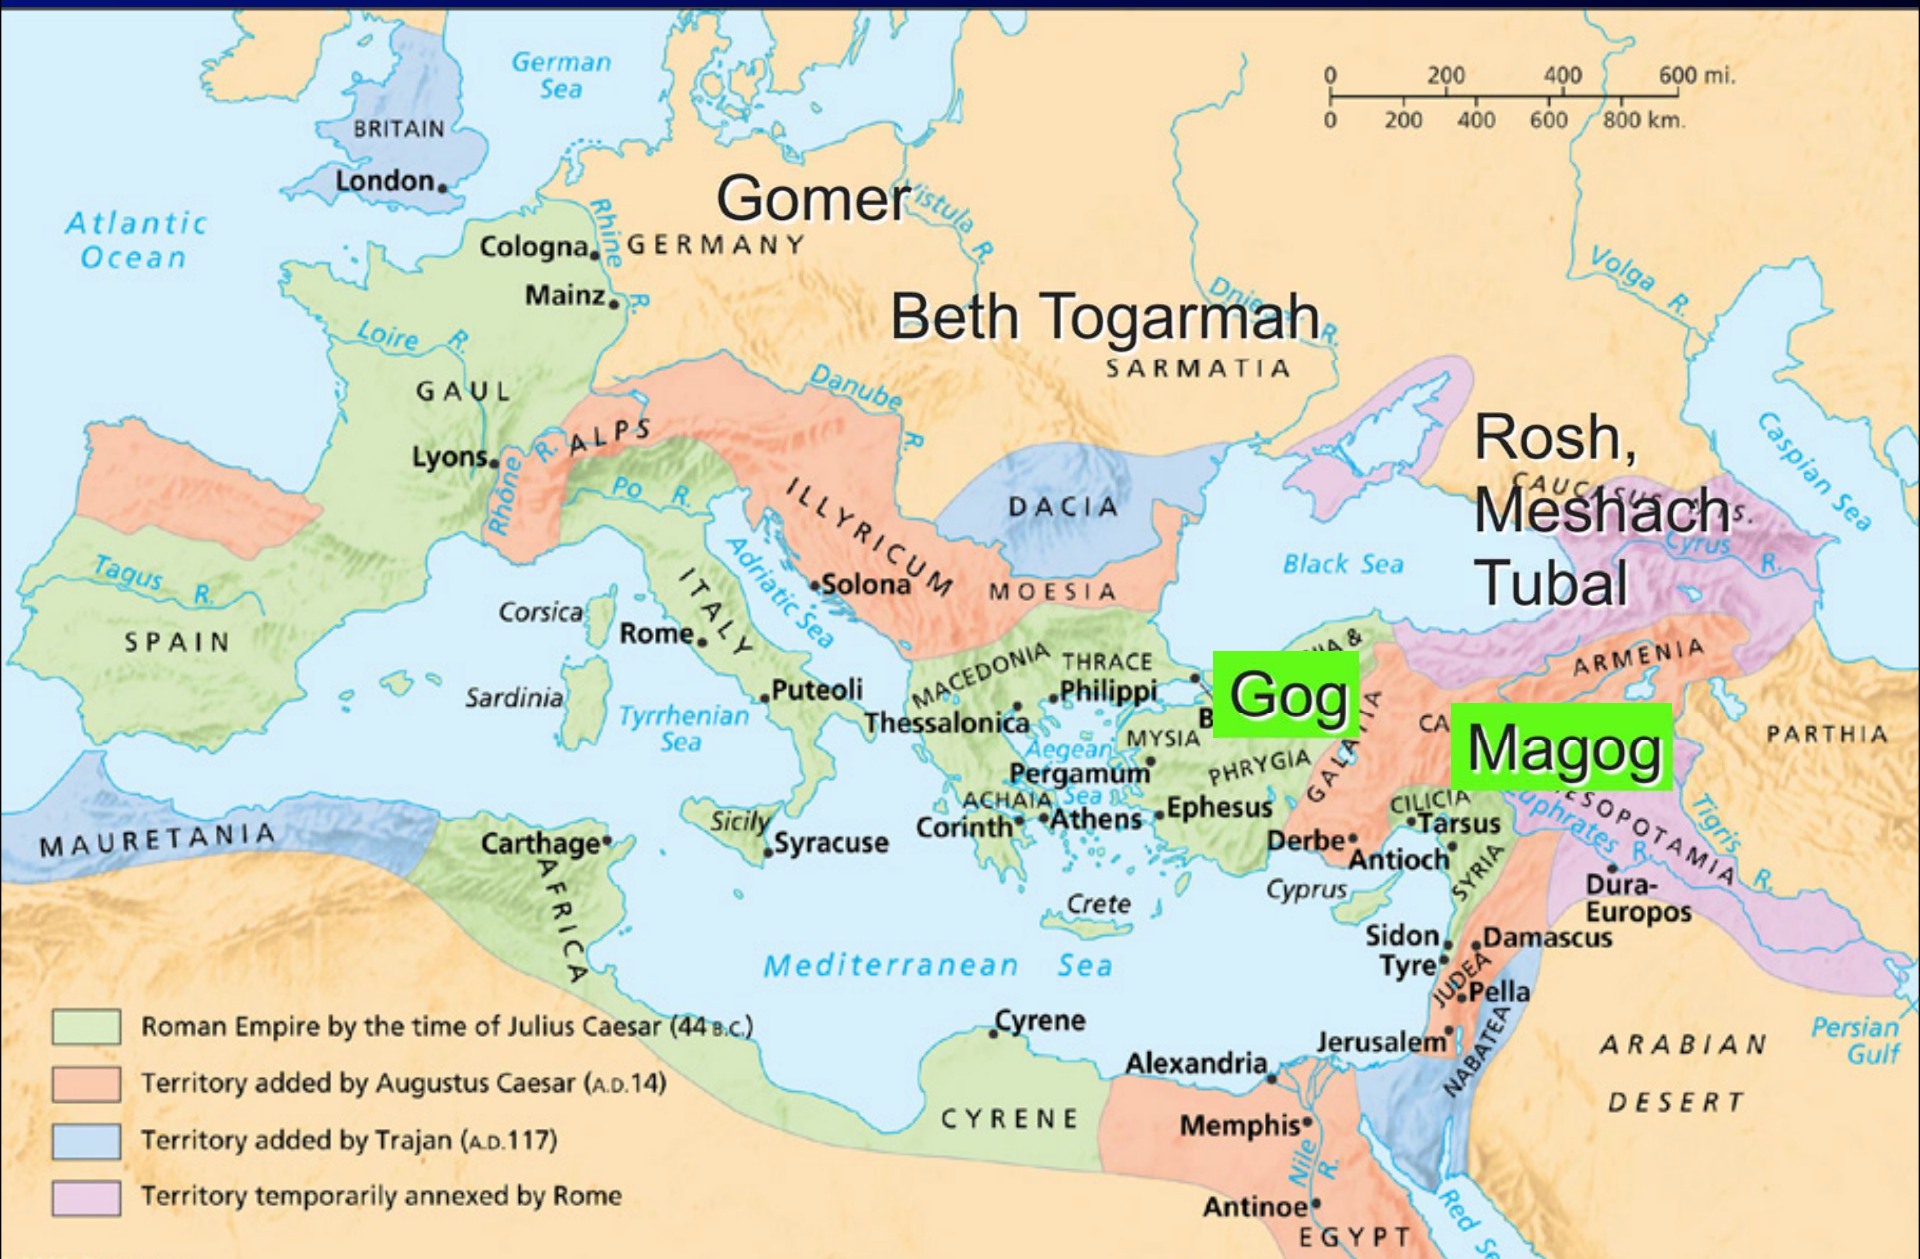 German
Sea
0 200 400 600 mi.
0 200 400 600 800 km.
BRITAIN
London
Atlantic
Ocean
Gomer
Vistula R.
Rhine
R.
GERMANY
Cologna
Mainz
Volga R.
Beth Togarmah
R.
SARMATIA
Loire R.
GAUL
Danube
R.
Lyons
Rhône
R.
ALPS
Po R.
Rosh,
CAUCASUS
Meshach
Tubal
Caspian Sea
Cyrus
R.
DACIA
ILLYRICUM
Black Sea
Adriatic Sea
Solona
MOESIA
Tagus R.
SPAIN
Corsica
ITALY
Rome
Sardinia
Tyrrhenian
Sea
Puteoli
MACEDONIA
THRACE
Philippi
Thessalonica
Gog
ARMENIA
Magog
PARTHIA
Aegean
Sea
MYSIA
Pergamum
PHRYGIA
GALATIA
ACHAIA
Corinth
Athens
Ephesus
CILICIA
Tarsus
Derbe
Antioch
SYRIA
Euphrates R.
Tigris
R.
MAURETANIA
Carthage
AFRICA
Sicily
Syracuse
Crete
Cyprus
Dura-
Europos
Sidon
Damascus
Tyre
JUDEA
Pella
Mediterranean Sea
Jerusalem
NABATEA
ARABIAN
DESERT
Persian
Gulf
Cyrene
Alexandria
CYRENE
Memphis
Nile
R.
Antinoe
EGYPT
Red
Roman Empire by the time of Julius Caesar (44 B.C.)
Territory added by Augustus Caesar (A.D.14)
Territory added by Trajan (A.D.117)
Territory temporarily annexed by Rome